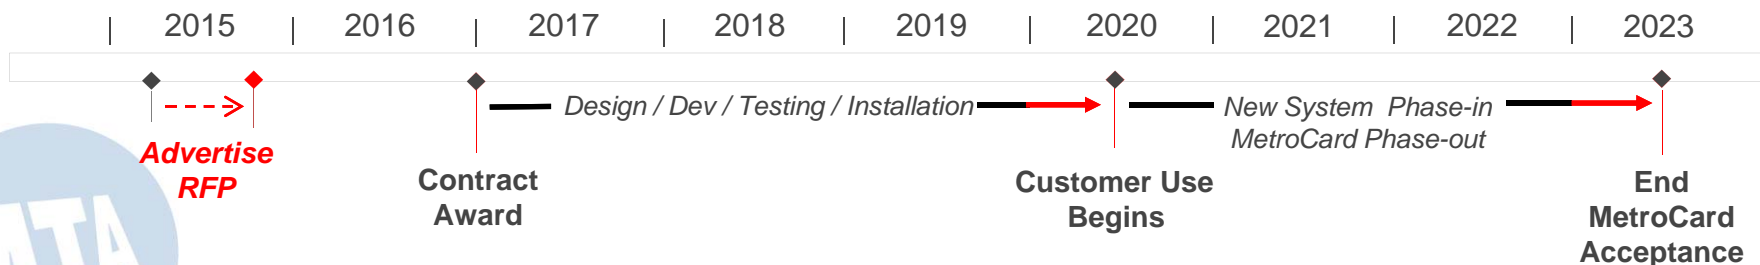 2015 2016 2017 2018 2019 2020 2021 2022 2023
Design / Dev / Testing / Installation
New System Phase-in
MetroCard Phase-out
Advertise
RFP
Contract
Award
Customer Use
Begins
End
MetroCard
Acceptance
MTA